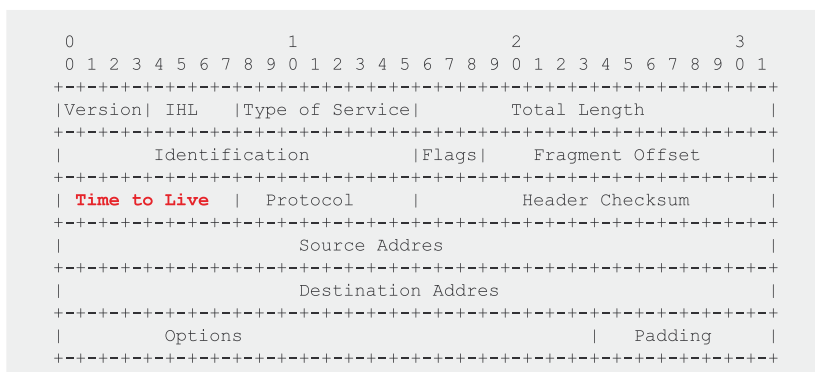 0 1 2 3
0 1 2 3 4 5 6 7 8 9 0 1 2 3 4 5 6 7 8 9 0 1 2 3 4 5 6 7 8 9 0 1
+-+-+-+-+-+-+-+-+-+-+-+-+-+-+-+-+-+-+-+-+-+-+-+-+-+-+-+-+-+-+-+-+
|Version| IHL |Type of Service| Total Length |
+-+-+-+-+-+-+-+-+-+-+-+-+-+-+-+-+-+-+-+-+-+-+-+-+-+-+-+-+-+-+-+-+
| Identification |Flags| Fragment Offset |
+-+-+-+-+-+-+-+-+-+-+-+-+-+-+-+-+-+-+-+-+-+-+-+-+-+-+-+-+-+-+-+-+
| Time to Live | Protocol | Header Checksum |
+-+-+-+-+-+-+-+-+-+-+-+-+-+-+-+-+-+-+-+-+-+-+-+-+-+-+-+-+-+-+-+-+
| Source Addres |
+-+-+-+-+-+-+-+-+-+-+-+-+-+-+-+-+-+-+-+-+-+-+-+-+-+-+-+-+-+-+-+-+
| Destination Addres |
+-+-+-+-+-+-+-+-+-+-+-+-+-+-+-+-+-+-+-+-+-+-+-+-+-+-+-+-+-+-+-+-+
| Options | Padding |
+-+-+-+-+-+-+-+-+-+-+-+-+-+-+-+-+-+-+-+-+-+-+-+-+-+-+-+-+-+-+-+-+